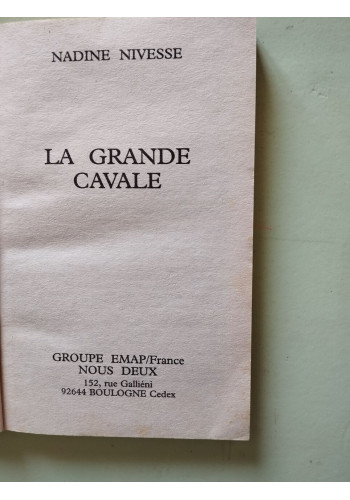 NADINE NIVESSE
LA GRANDE
CAVALE
GROUPE EMAP/France
NOUS DEUX
152, rue Galliéni
92644 BOULOGNE Cedex